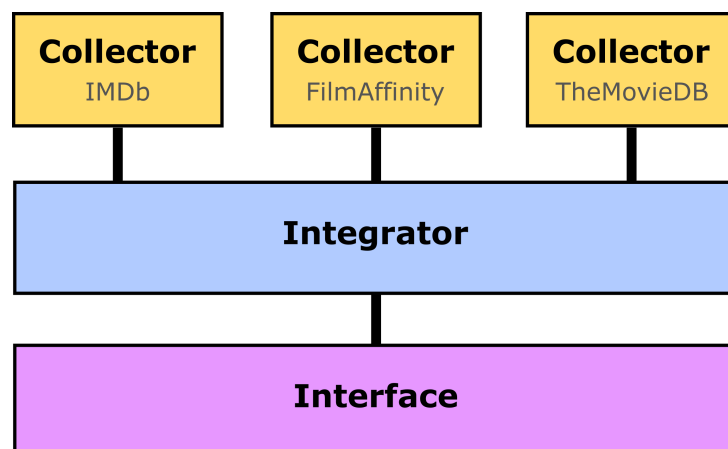 Collector
IMDb
Collector
FilmAffinity
Collector
TheMovieDB
Integrator
Interface